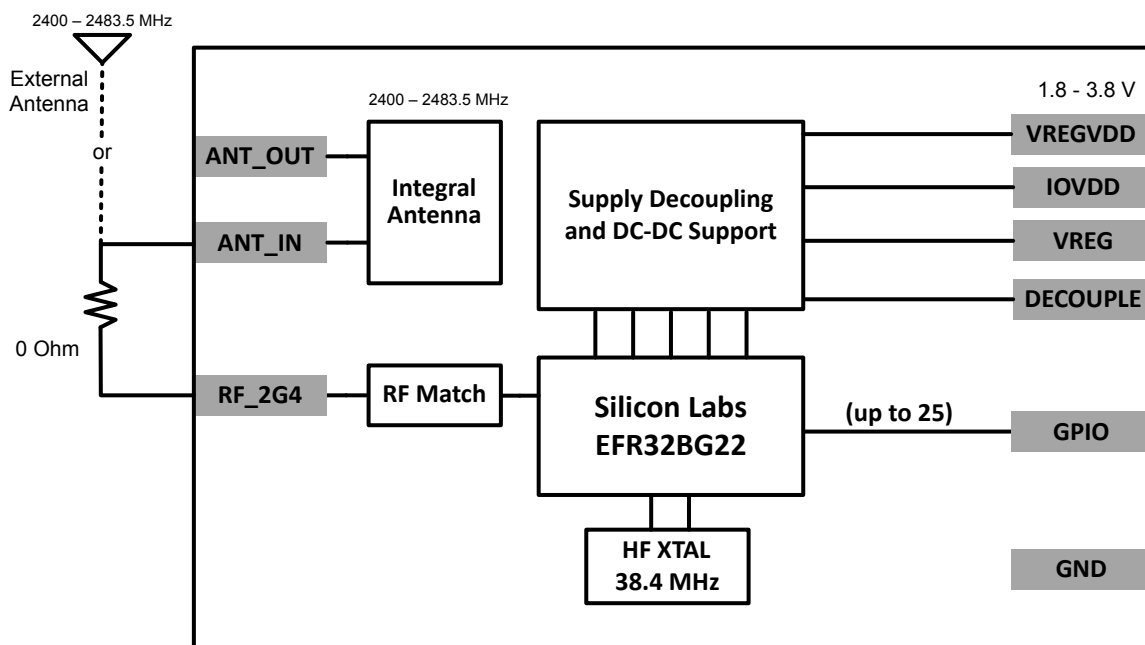 2400 – 2483.5 MHz
External
Antenna
or
0 Ohm
ANT_OUT
ANT_IN
RF_2G4
2400 – 2483.5 MHz
Integral
Antenna
RF Match
Supply Decoupling
and DC-DC Support
Silicon Labs
EFR32BG22
HF XTAL
38.4 MHz
(up to 25)
1.8 - 3.8 V
VREGVDD
IOVDD
VREG
DECOUPLE
GPIO
GND